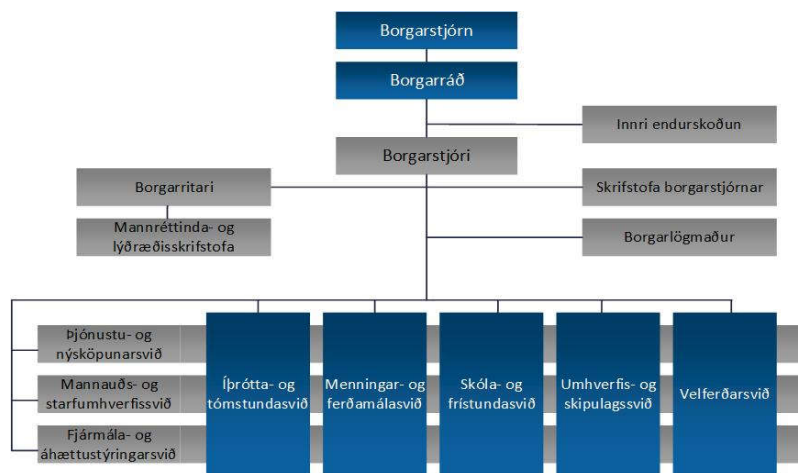 Borgarstjórn
Borgarráð
Innri endurskoðun
Borgarstjóri
Borgarritari
Skrifstofa borgarstjórnar
Mannréttinda- og
lýðræðisskrifstofa
Borgarlögmaður
Þjónustu- og
nýsköpunarsvið
Mannauðs- og
starfumhverfissvið
Fjármála- og
áhættustýringarsvið
Íþrótta- og
tómstundasvið
Menningar- og
ferðamálasvið
Skóla- og
frístundasvið
Umhverfis- og
skipulagssvið
Velferðarsvið